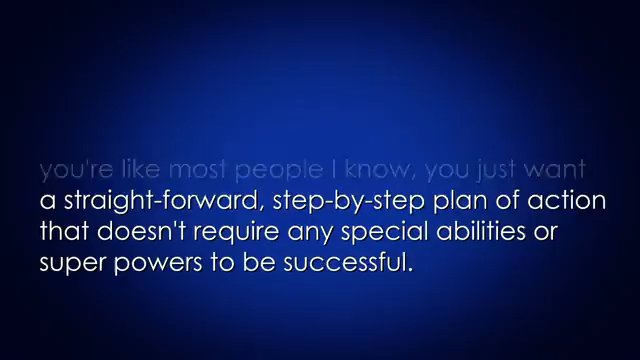 you're like most people I know, you just want
a straight-forward, step-by-step plan of action
that doesn't require any special abilities or
super powers to be successful.